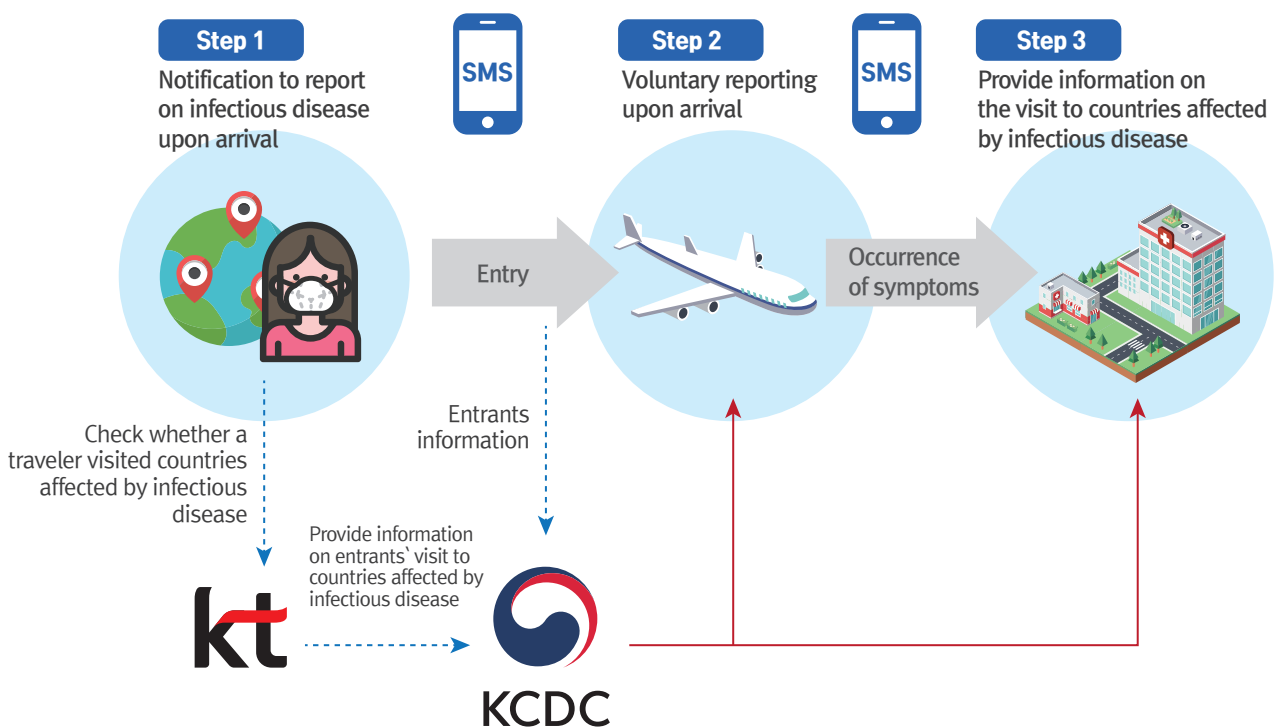 Step 1
Notification to report
on infectious disease
upon arrival
SMS
Step 2
Voluntary reporting
upon arrival
SMS
Step 3
Provide information on
the visit to countries affected
by infectious disease
Entry
Occurrence
of symptoms
Check whether a
traveler visited countries
affected by infectious
disease
Entrants
information
Provide information
on entrants` visit to
countries affected by
infectious disease
kt
KCDC